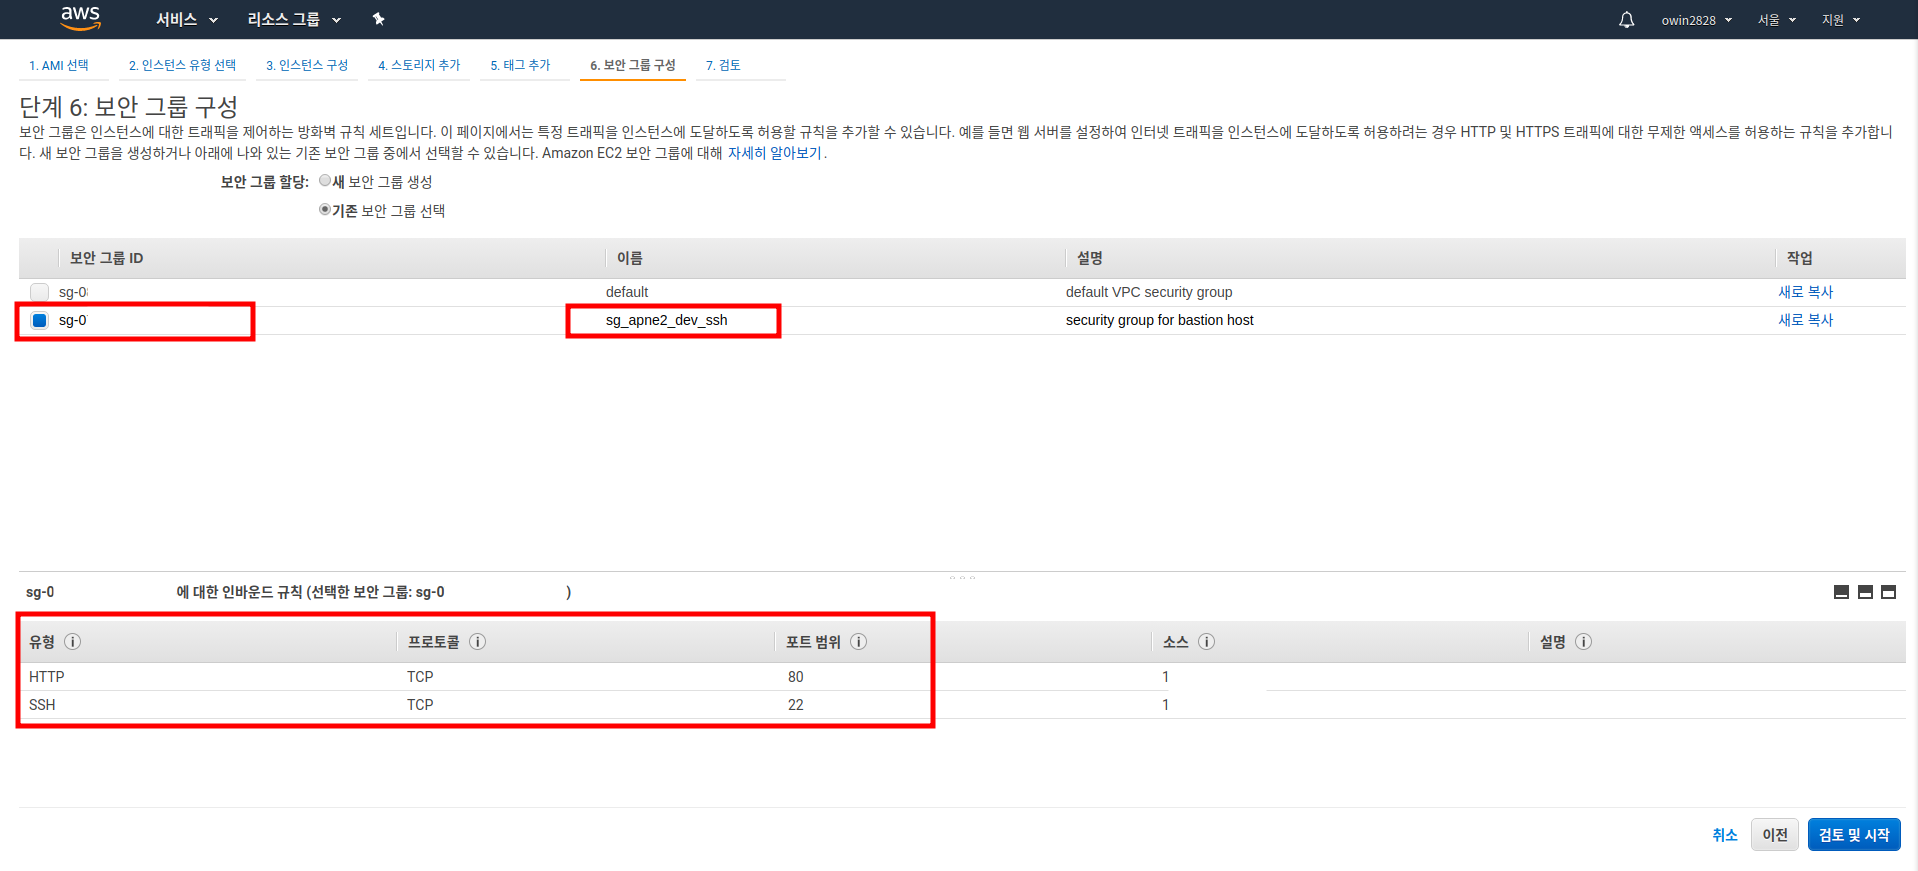 aws 서비스 리소스 그룹 owin2828 서울 지원
1. AMI 선택 2. 인스턴스 유형 선택 3. 인스턴스 구성 4. 스토리지 추가 5. 태그 추가 6. 보안 그룹 구성 7. 검토
단계 6: 보안 그룹 구성
보안 그룹은 인스턴스에 대한 트래픽을 제어하는 방화벽 규칙 세트입니다. 이 페이지에서는 특정 트래픽을 인스턴스에 도달하도록 허용할 규칙을 추가할 수 있습니다. 예를 들면 웹 서버를 설정하여 인터넷 트래픽을 인스턴스에 도달하도록 허용하려는 경우 HTTP 및 HTTPS 트래픽에 대한 무제한 액세스를 허용하는 규칙을 추가합니
다. 새 보안 그룹을 생성하거나 아래에 나와 있는 기존 보안 그룹 중에서 선택할 수 있습니다. Amazon EC2 보안 그룹에 대해 자세히 알아보기.
보안 그룹 할당: 새 보안 그룹 생성
기존 보안 그룹 선택
보안 그룹 ID 이름 설명 작업
sg-0 default default VPC security group 새로 복사
sg-0 sg_apne2_dev_ssh security group for bastion host 새로 복사
sg-0 에 대한 인바운드 규칙 (선택한 보안 그룹: sg-0 )
유형 i 프로토콜 i 포트 범위 i 소스 i 설명 i
HTTP TCP 80 1
SSH TCP 22 1
취소 이전 검토 및 시작